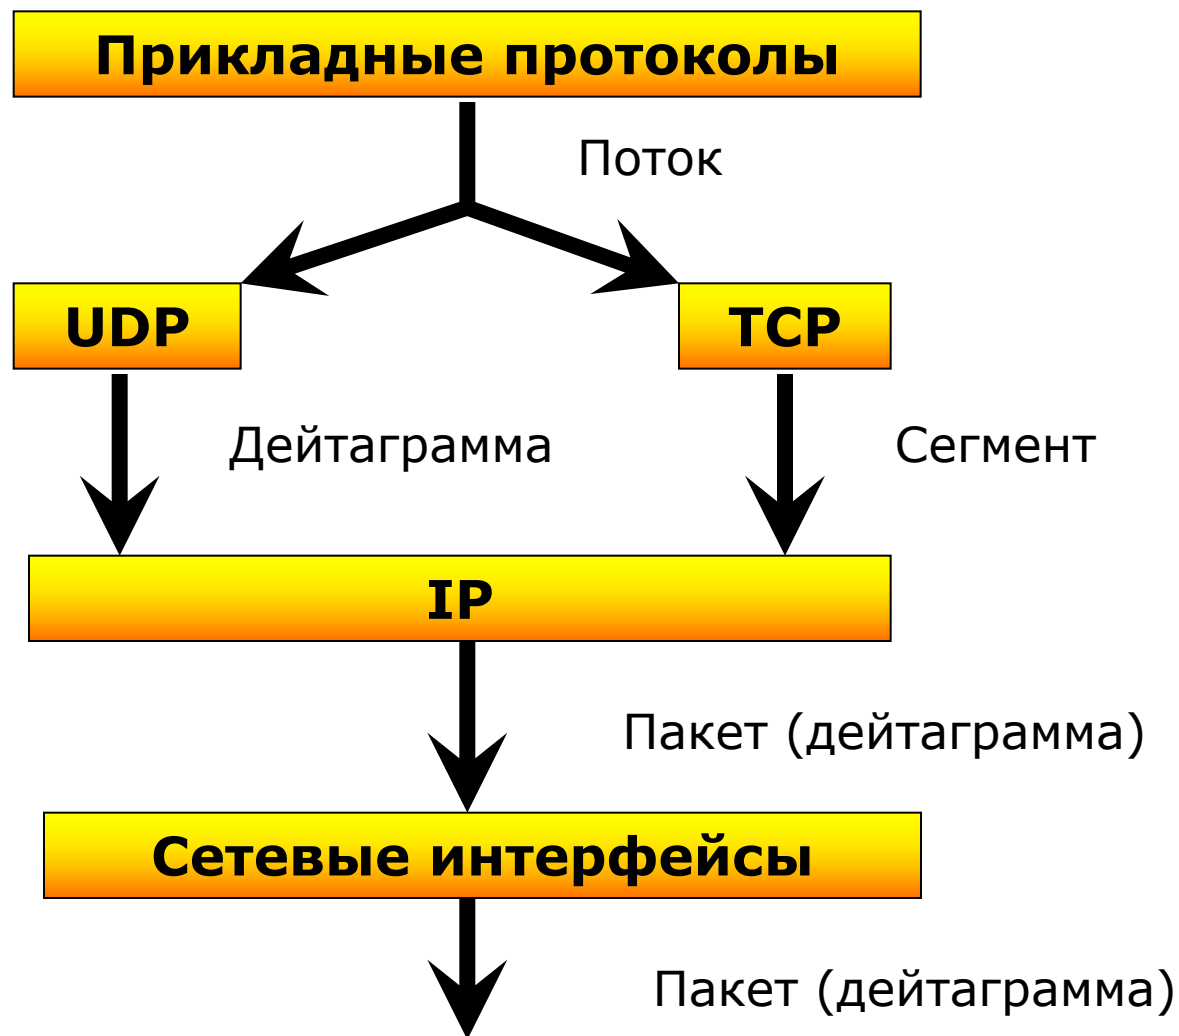 Прикладные протоколы
Поток
UDP
TCP
Дейтаграмма
Сегмент
IP
Пакет (дейтаграмма)
Сетевые интерфейсы
Пакет (дейтаграмма)